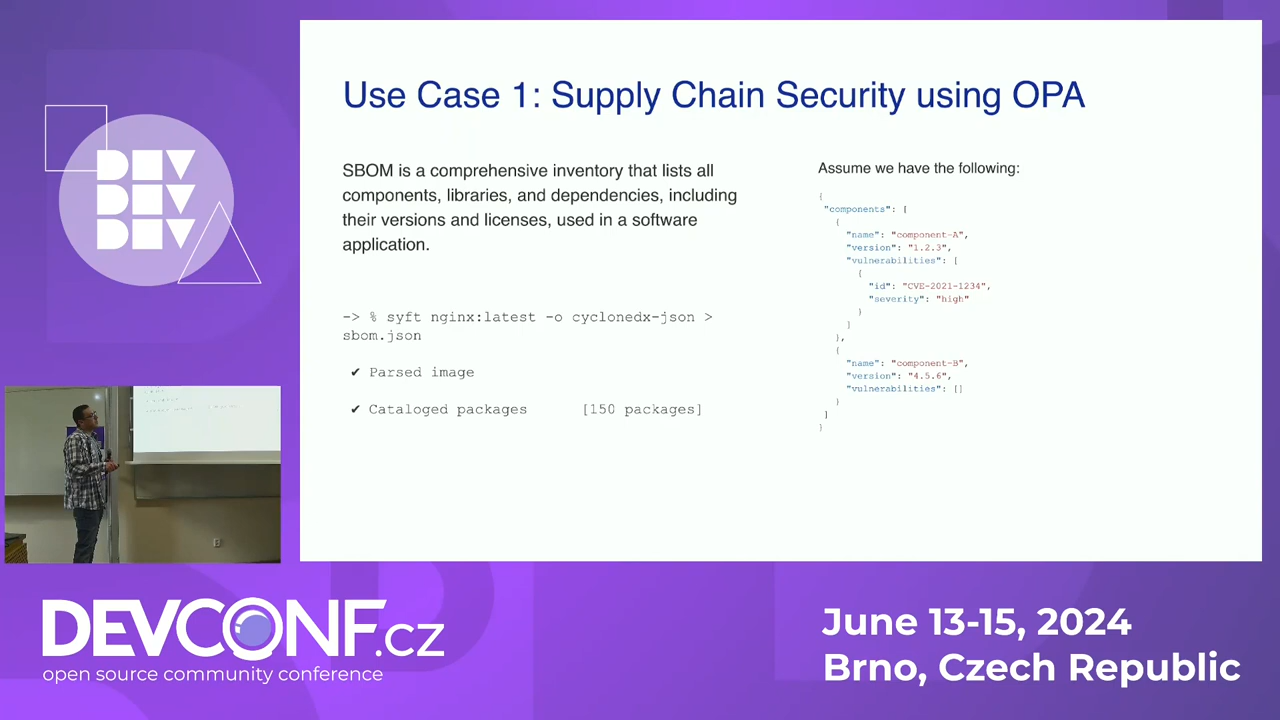 DEV
DEV
DEV
Use Case 1: Supply Chain Security using OPA
SBOM is a comprehensive inventory that lists all
components, libraries, and dependencies, including
their versions and licenses, used in a software
application.
-> % syft nginx:latest -o cyclonedx-json >
sbom.json
✔ Parsed image
✔ Cataloged packages [150 packages]
Assume we have the following:
{
"components": [
{
"name": "component-A",
"version": "1.2.3",
"vulnerabilities": [
{
"id": "CVE-2021-1234",
"severity": "high"
}
]
},
{
"name": "component-B",
"version": "4.5.6",
"vulnerabilities": []
}
]
}
DEVCONF.cz
open source community conference
June 13-15, 2024
Brno, Czech Republic